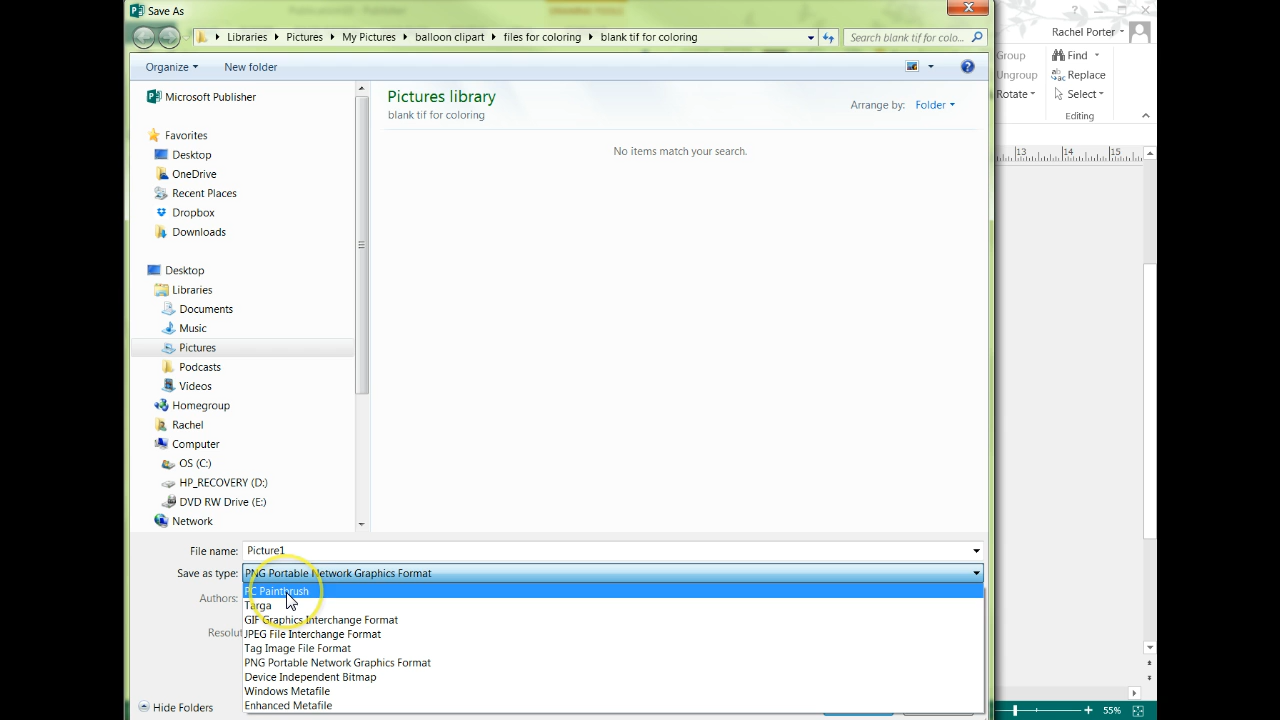 Save As
Libraries Pictures My Pictures balloon clipart files for coloring blank tif for coloring
Search blank tif for colo...
Rachel Porter
Organize New folder
Group
Ungroup
Rotate
Find
Replace
Select
Editing
Microsoft Publisher
Favorites
Desktop
OneDrive
Recent Places
Dropbox
Downloads
Desktop
Libraries
Documents
Music
Pictures
Podcasts
Videos
Homegroup
Rachel
Computer
OS (C:)
HP_RECOVERY (D:)
DVD RW Drive (E:)
Network
Pictures library
blank tif for coloring
Arrange by: Folder
No items match your search.
13 14 15
File name: Picture1
Save as type: PNG Portable Network Graphics Format
Authors:
Resolut
PC Paintbrush
Targa
GIF Graphics Interchange Format
JPEG File Interchange Format
Tag Image File Format
PNG Portable Network Graphics Format
Device Independent Bitmap
Windows Metafile
Enhanced Metafile
Hide Folders
55%